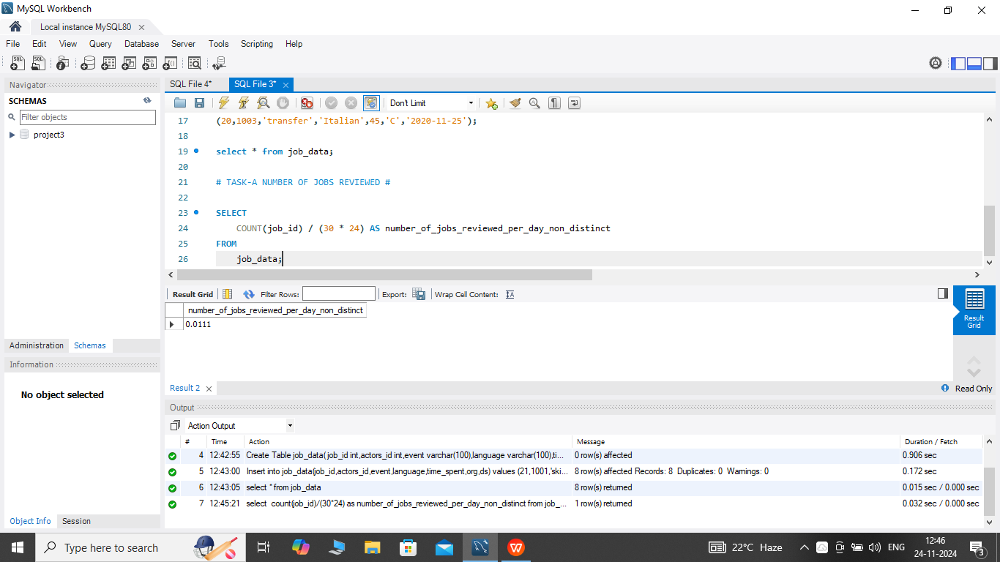 MySQL Workbench
Local instance MySQL80
File Edit View Query Database Server Tools Scripting Help
Navigator
SCHEMAS
Filter objects
project3
Administration Schemas
Information
No object selected
Object Info Session
SQL File 4* SQL File 3*
Don't Limit
17 (20,1003,'transfer','Italian',45,'C','2020-11-25');
18
19 select * from job_data;
20
21 # TASK-A NUMBER OF JOBS REVIEWED #
22
23 SELECT
24 COUNT(job_id) / (30 * 24) AS number_of_jobs_reviewed_per_day_non_distinct
25 FROM
26 job_data;
Result Grid Filter Rows: Export: Wrap Cell Content:
number_of_jobs_reviewed_per_day_non_distinct
0.0111
Result Grid
Result 2 Read Only
Output
Action Output
# Time Action Message Duration / Fetch
4 12:42:55 Create Table job_data( job_id int,actors_id int,event varchar(100),language varchar(100),ti... 0 row(s) affected 0.906 sec
5 12:43:00 Insert into job_data(job_id,actors_id,event,language,time_spent,org,ds) values (21,1001,'ski... 8 row(s) affected Records: 8 Duplicates: 0 Warnings: 0 0.172 sec
6 12:43:05 select * from job_data 8 row(s) returned 0.015 sec / 0.000 sec
7 12:45:21 select count(job_id)/(30*24) as number_of_jobs_reviewed_per_day_non_distinct from job_... 1 row(s) returned 0.032 sec / 0.000 sec
Type here to search
22°C Haze
ENG
12:46
24-11-2024
3